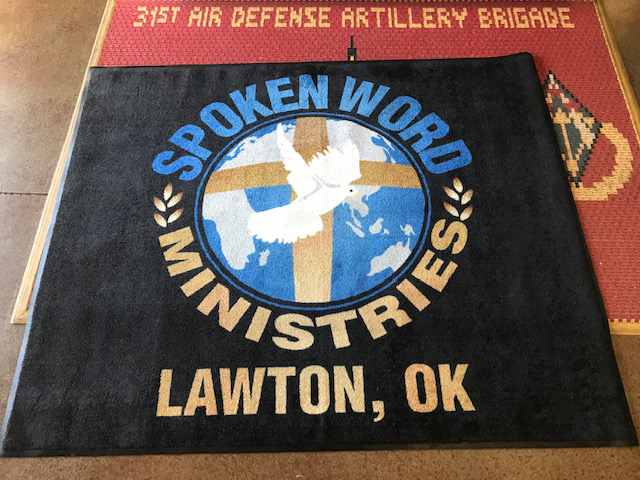 31ST AIR DEFENSE ARTILLERY BRIGADE
SPOKEN WORD
MINISTRIES
LAWTON, OK